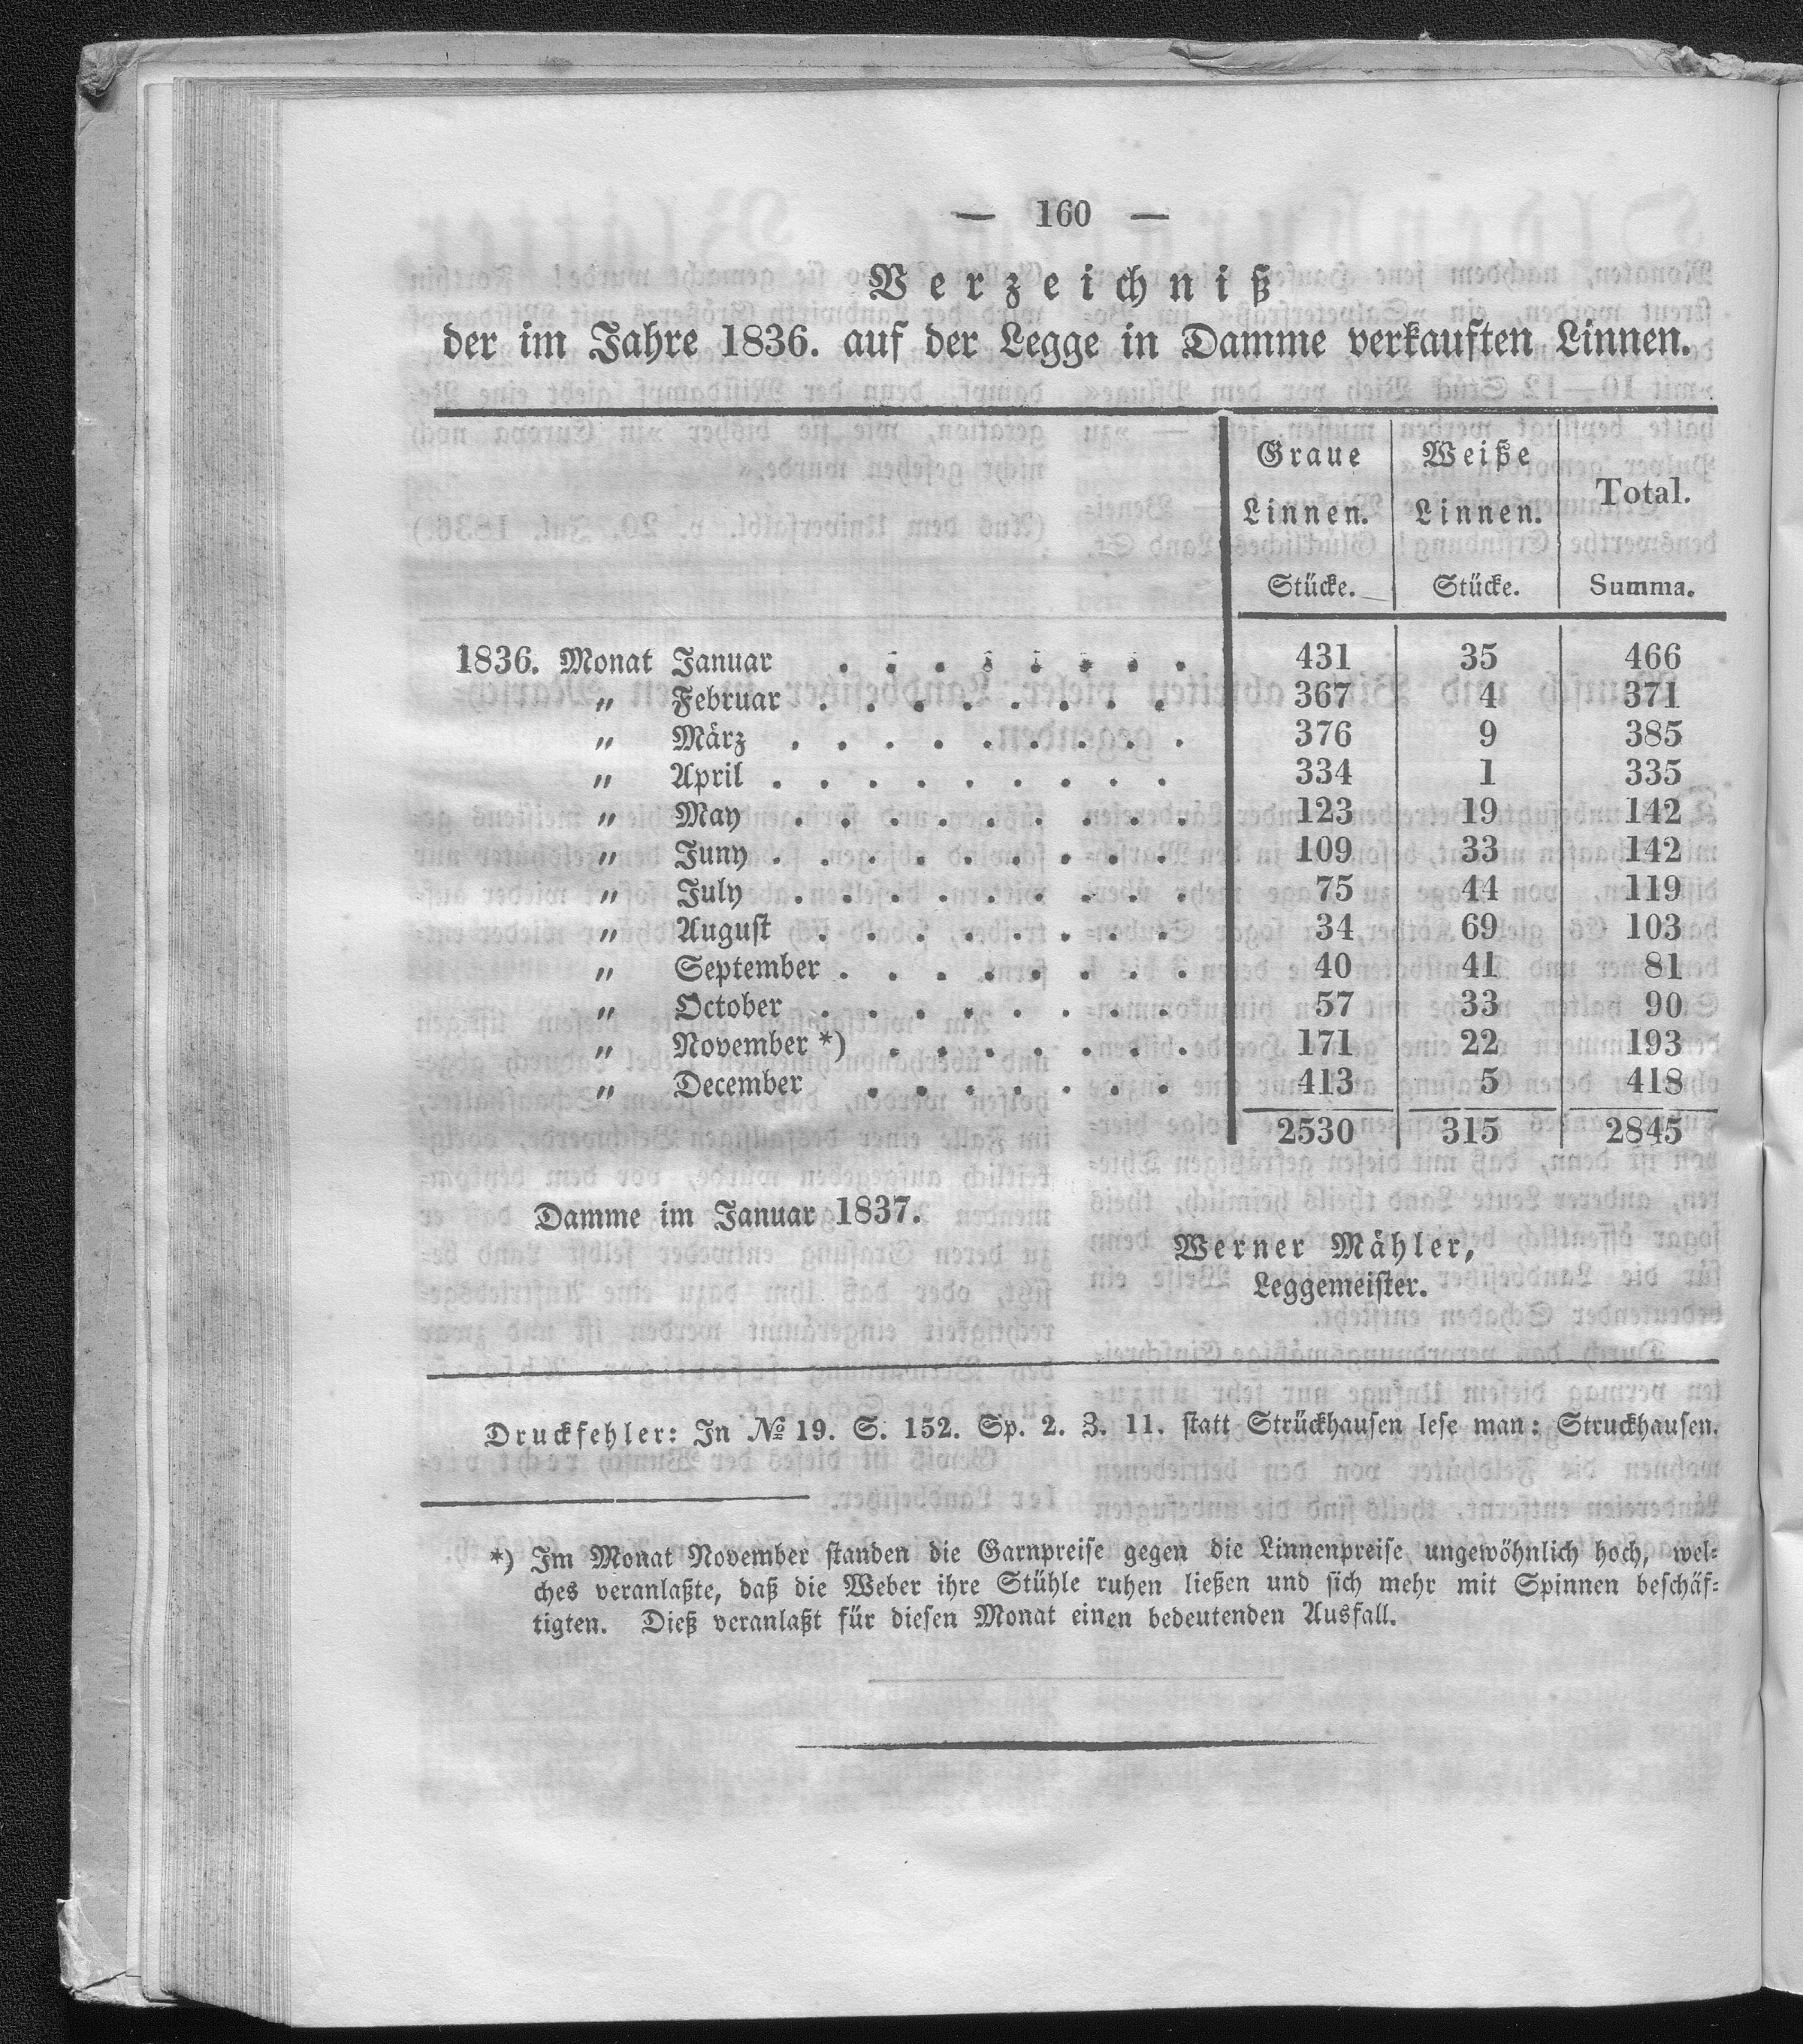 — 160 —
Verzeichniß
der im Jahre 1836. auf der Legge in Damme verkauften Linnen.
Graue Linnen. Weiße Linnen. Total.
Stücke. Stücke. Summa.
1836. Monat Januar . . . . . . . . 431 35 466
„ Februar . . . . . . . . 367 4 371
„ März . . . . . . . . . 376 9 385
„ April . . . . . . . . . 334 1 335
„ May . . . . . . . . . 123 19 142
„ Juny . . . . . . . . . 109 33 142
„ July . . . . . . . . . 75 44 119
„ August . . . . . . . . 34 69 103
„ September . . . . . . . . 40 41 81
„ October . . . . . . . . 57 33 90
„ November *) . . . . . . . 171 22 193
„ December . . . . . . . 413 5 418
2530 315 2845
Damme im Januar 1837.
Werner Mähler,
Leggemeister.
Druckfehler: In № 19. S. 152. Sp. 2. Z. 11. statt Strückhausen lese man: Struckhausen.
*) Im Monat November standen die Garnpreise gegen die Linnenpreise ungewöhnlich hoch, wel-
ches veranlaßte, daß die Weber ihre Stühle ruhen ließen und sich mehr mit Spinnen beschäf-
tigten. Dieß veranlaßt für diesen Monat einen bedeutenden Ausfall.